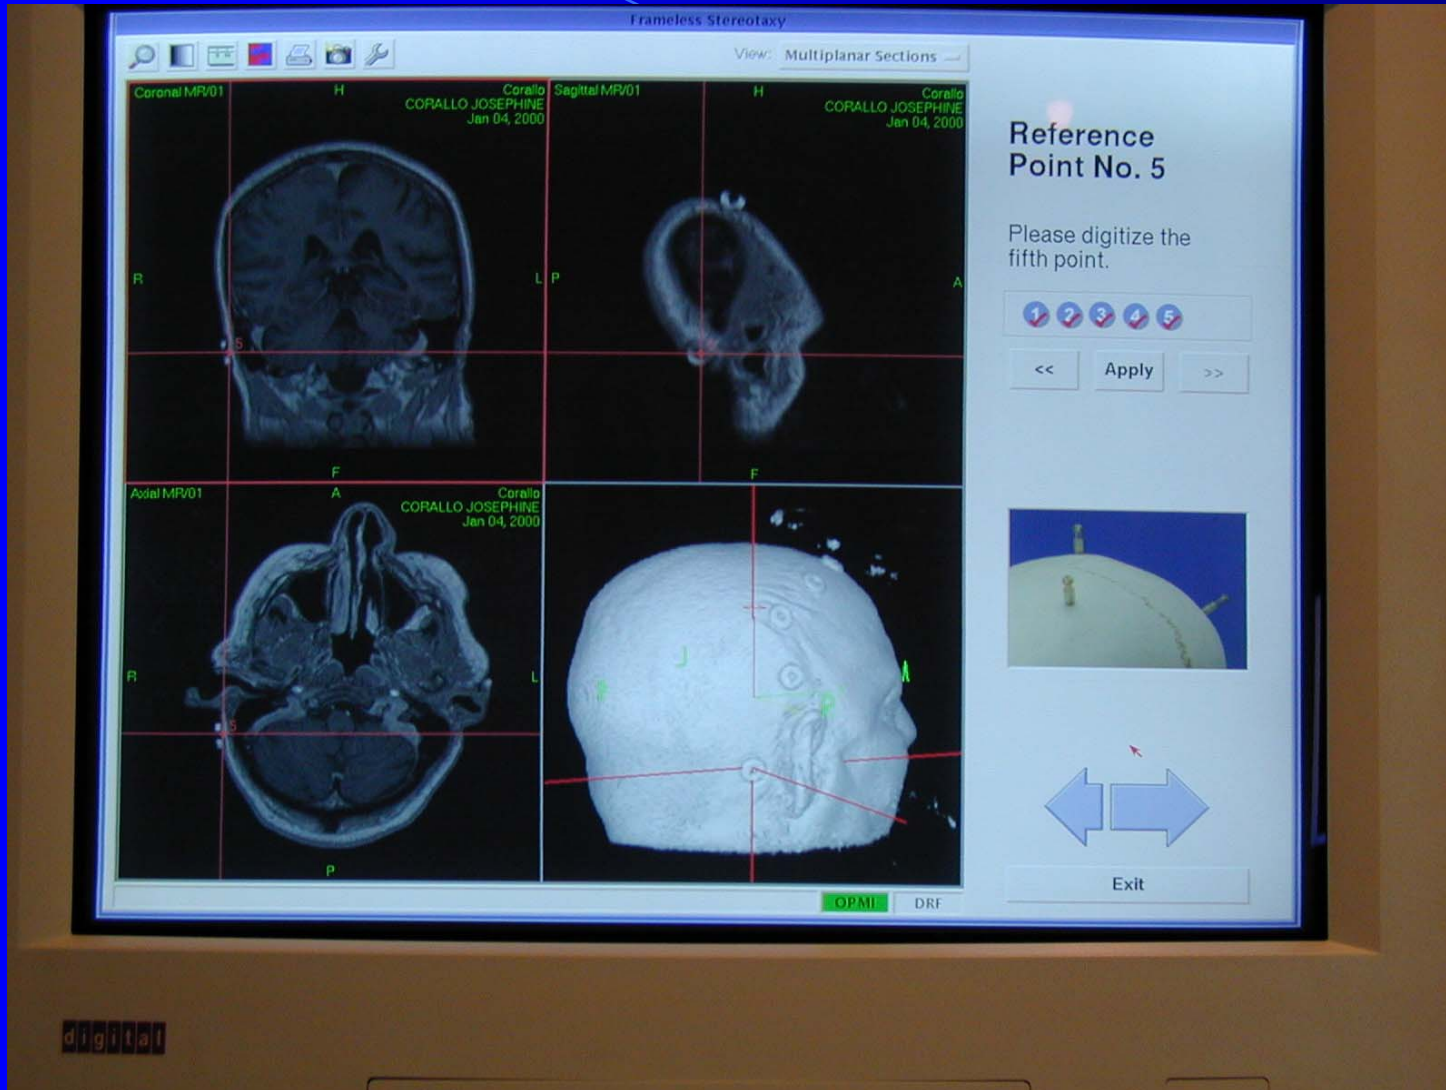 Frameless Stereotaxy
View: Multiplanar Sections
Coronal MR/01
H
Corallo
CORALLO JOSEPHINE
Jan 04, 2000
R
L
5
F
Sagittal MR/01
H
Corallo
CORALLO JOSEPHINE
Jan 04, 2000
P
A
F
Axial MR/01
A
Corallo
CORALLO JOSEPHINE
Jan 04, 2000
R
L
5
P
Reference
Point No. 5
Please digitize the
fifth point.
1 2 3 4 5
<< Apply >>
Exit
OPMI DRF
digital